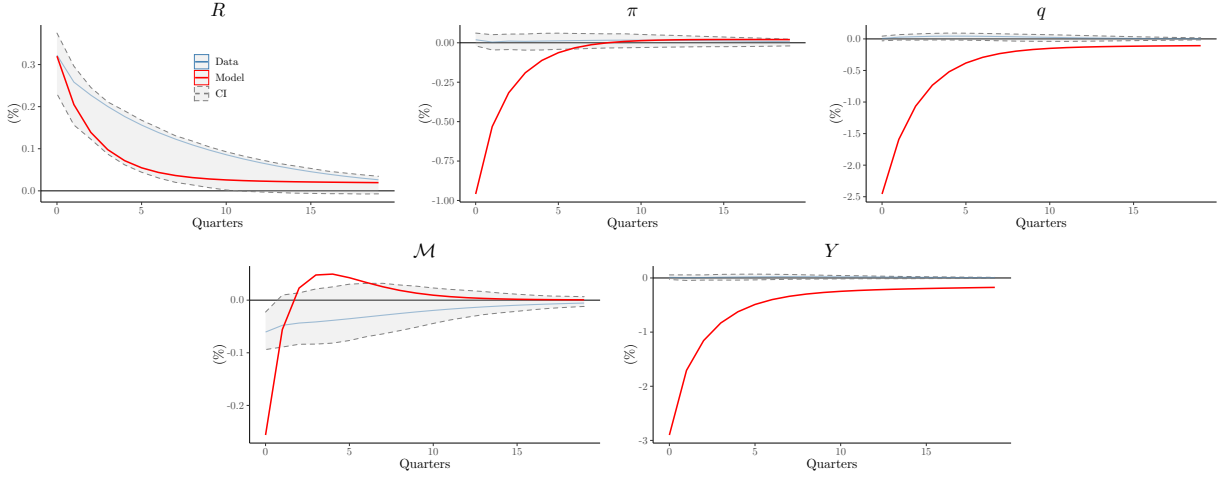 R
π
q
0.3
0.2
0.1
0.0
(%)
0 5 10 15
Quarters
Data
Model
CI
0.00
-0.25
-0.50
-0.75
-1.00
(%)
0 5 10 15
Quarters
0.0
-0.5
-1.0
-1.5
-2.0
-2.5
(%)
0 5 10 15
Quarters
ℳ
Y
0.0
-0.1
-0.2
(%)
0 5 10 15
Quarters
0
-1
-2
-3
(%)
0 5 10 15
Quarters